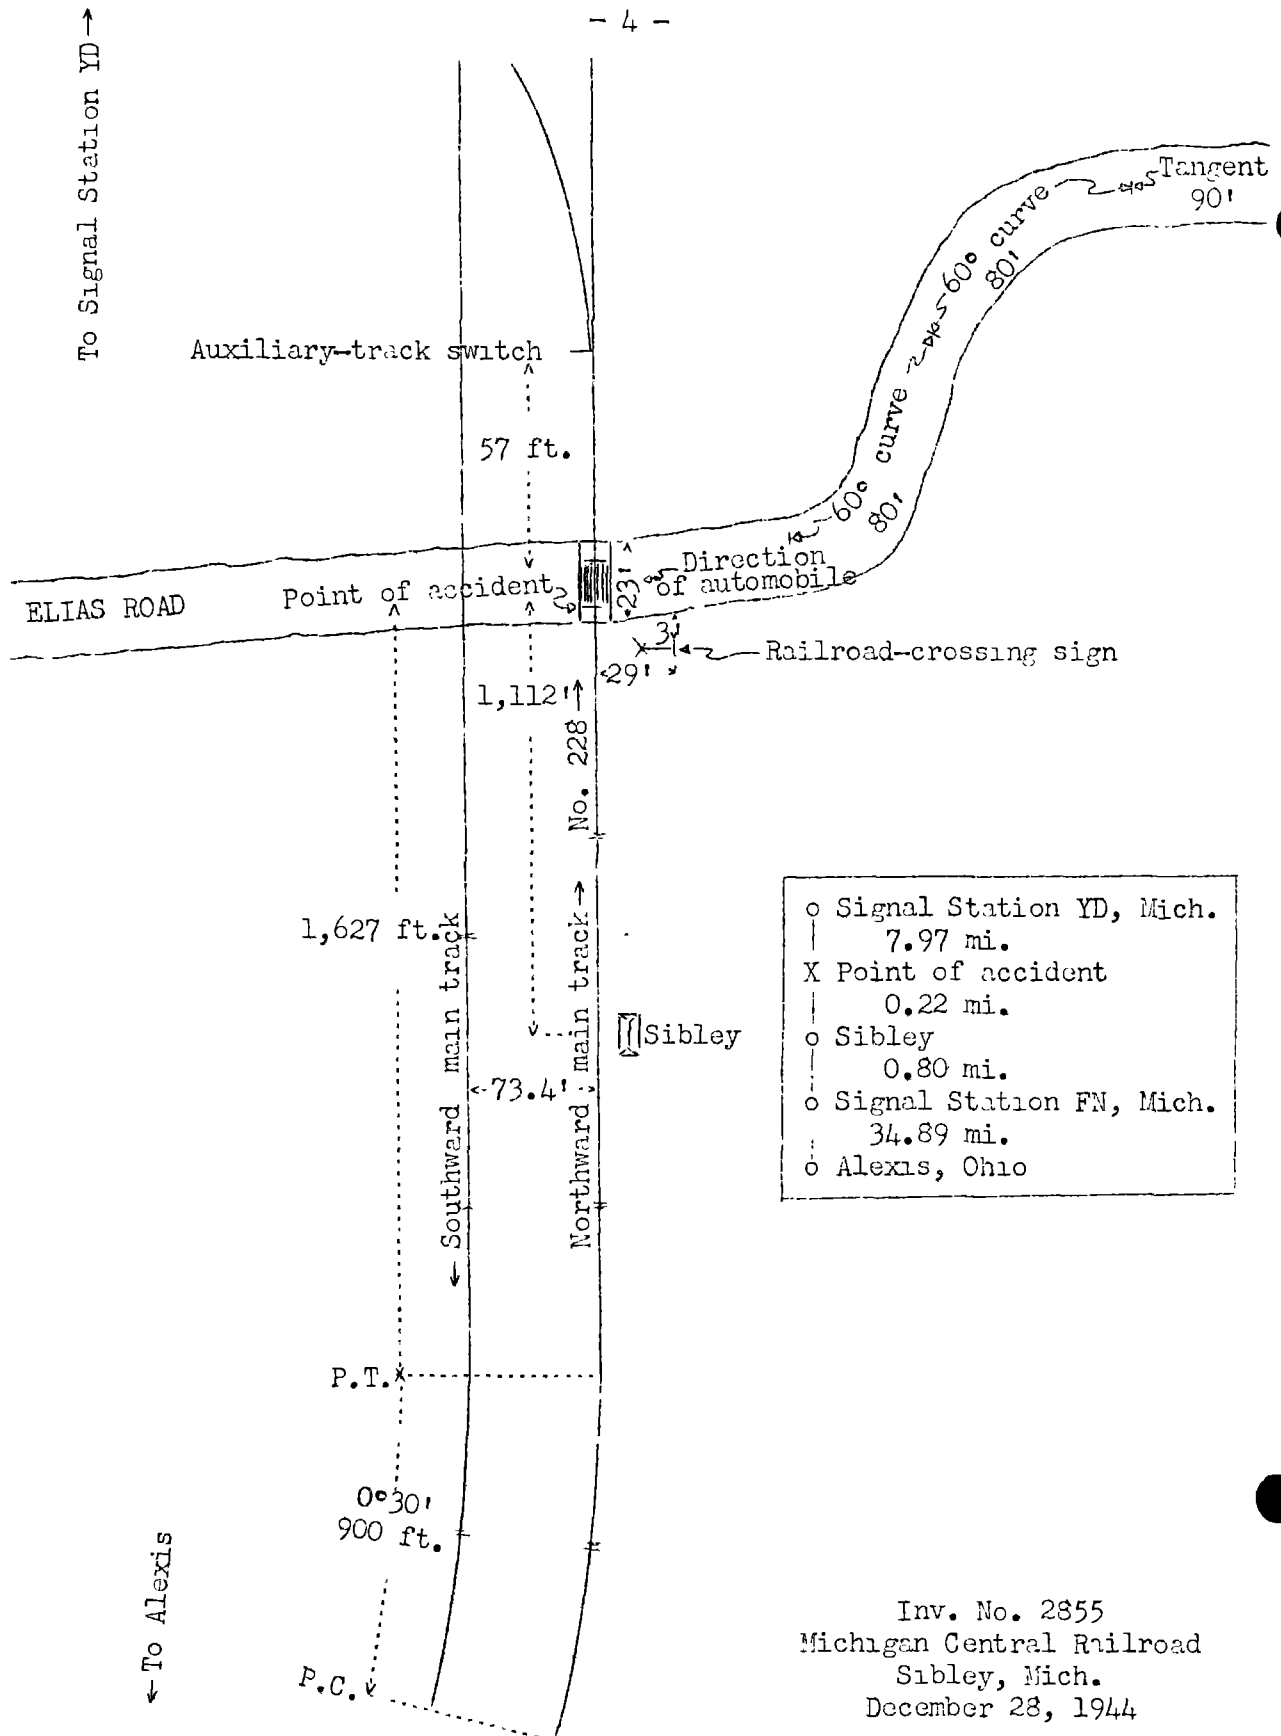 - 4 -
To Signal Station YD →
Tangent
90'
60° curve
80'
Auxiliary-track switch
57 ft.
60° curve
80'
Direction
of automobile
23'
Point of accident
ELIAS ROAD
3'
Railroad-crossing sign
29'
1,112'
No. 228 →
1,627 ft.
← Southward main track
Northward main track →
Sibley
73.4'
o Signal Station YD, Mich.
7.97 mi.
X Point of accident
0.22 mi.
o Sibley
0.80 mi.
o Signal Station FN, Mich.
34.89 mi.
o Alexis, Ohio
P.T.
0°30'
900 ft.
P.C.
← To Alexis
Inv. No. 2855
Michigan Central Railroad
Sibley, Mich.
December 28, 1944